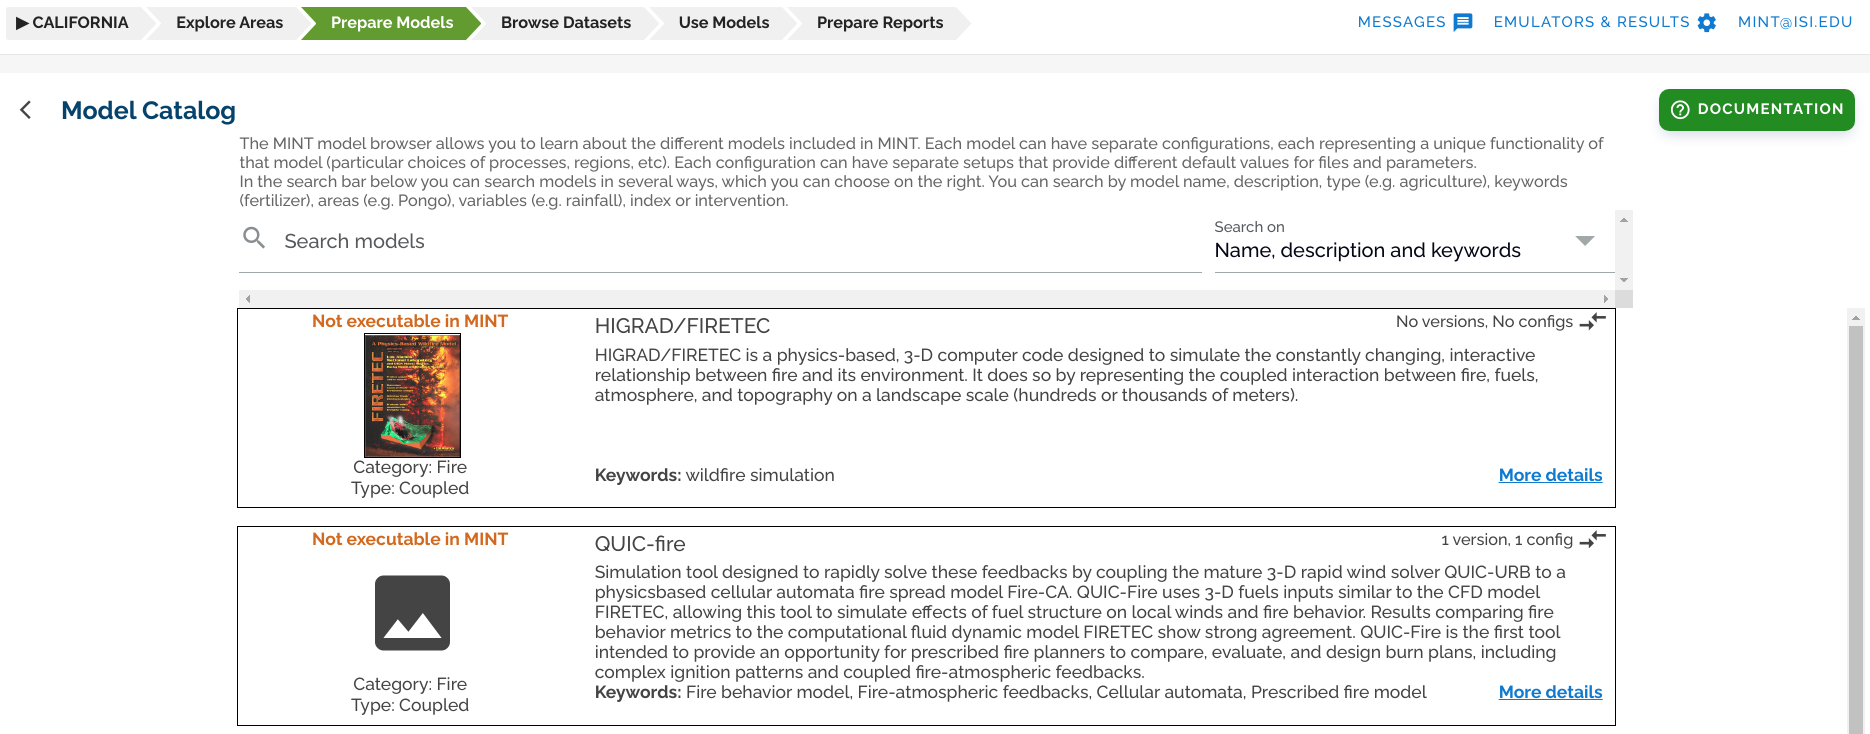 ▶ CALIFORNIA
Explore Areas
Prepare Models
Browse Datasets
Use Models
Prepare Reports
MESSAGES
EMULATORS & RESULTS
MINT@ISI.EDU
Model Catalog
DOCUMENTATION
The MINT model browser allows you to learn about the different models included in MINT. Each model can have separate configurations, each representing a unique functionality of
that model (particular choices of processes, regions, etc). Each configuration can have separate setups that provide different default values for files and parameters.
In the search bar below you can search models in several ways, which you can choose on the right. You can search by model name, description, type (e.g. agriculture), keywords
(fertilizer), areas (e.g. Pongo), variables (e.g. rainfall), index or intervention.
Search models
Search on
Name, description and keywords
Not executable in MINT
FIRETEC
Category: Fire
Type: Coupled
HIGRAD/FIRETEC
No versions, No configs
HIGRAD/FIRETEC is a physics-based, 3-D computer code designed to simulate the constantly changing, interactive
relationship between fire and its environment. It does so by representing the coupled interaction between fire, fuels,
atmosphere, and topography on a landscape scale (hundreds or thousands of meters).
Keywords: wildfire simulation
More details
Not executable in MINT
Category: Fire
Type: Coupled
QUIC-fire
1 version, 1 config
Simulation tool designed to rapidly solve these feedbacks by coupling the mature 3-D rapid wind solver QUIC-URB to a
physicsbased cellular automata fire spread model Fire-CA. QUIC-Fire uses 3-D fuels inputs similar to the CFD model
FIRETEC, allowing this tool to simulate effects of fuel structure on local winds and fire behavior. Results comparing fire
behavior metrics to the computational fluid dynamic model FIRETEC show strong agreement. QUIC-Fire is the first tool
intended to provide an opportunity for prescribed fire planners to compare, evaluate, and design burn plans, including
complex ignition patterns and coupled fire-atmospheric feedbacks.
Keywords: Fire behavior model, Fire-atmospheric feedbacks, Cellular automata, Prescribed fire model
More details